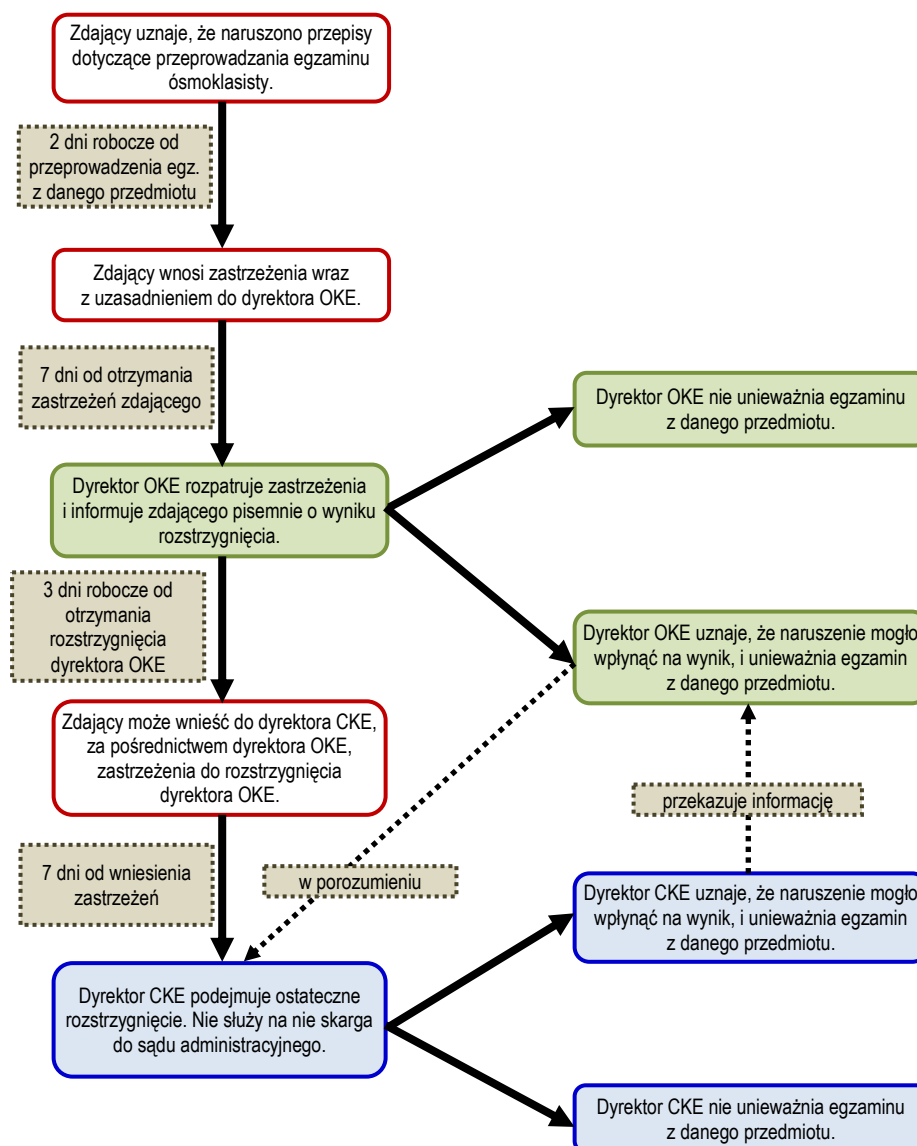 Zdający uznaje, że naruszono przepisy
dotyczące przeprowadzania egzaminu
ósmoklasisty.
2 dni robocze od
przeprowadzenia egz.
z danego przedmiotu
Zdający wnosi zastrzeżenia wraz
z uzasadnieniem do dyrektora OKE.
7 dni od otrzymania
zastrzeżeń zdającego
Dyrektor OKE nie unieważnia egzaminu
z danego przedmiotu.
Dyrektor OKE rozpatruje zastrzeżenia
i informuje zdającego pisemnie o wyniku
rozstrzygnięcia.
3 dni robocze od
otrzymania
rozstrzygnięcia
dyrektora OKE
Dyrektor OKE uznaje, że naruszenie mogło
wpłynąć na wynik, i unieważnia egzamin
z danego przedmiotu.
Zdający może wnieść do dyrektora CKE,
za pośrednictwem dyrektora OKE,
zastrzeżenia do rozstrzygnięcia
dyrektora OKE.
przekazuje informację
7 dni od wniesienia
zastrzeżeń
w porozumieniu
Dyrektor CKE uznaje, że naruszenie mogło
wpłynąć na wynik, i unieważnia egzamin
z danego przedmiotu.
Dyrektor CKE podejmuje ostateczne
rozstrzygnięcie. Nie służy na nie skarga
do sądu administracyjnego.
Dyrektor CKE nie unieważnia egzaminu
z danego przedmiotu.